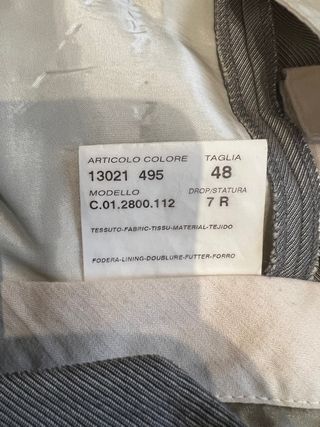 ARTICOLO COLORE TAGLIA
13021 495 48
MODELLO DROP/STATURA
C.01.2800.112 7 R
TESSUTO-FABRIC-TISSU-MATERIAL-TEJIDO
FODERA-LINING-DOUBLURE-FUTTER-FORRO